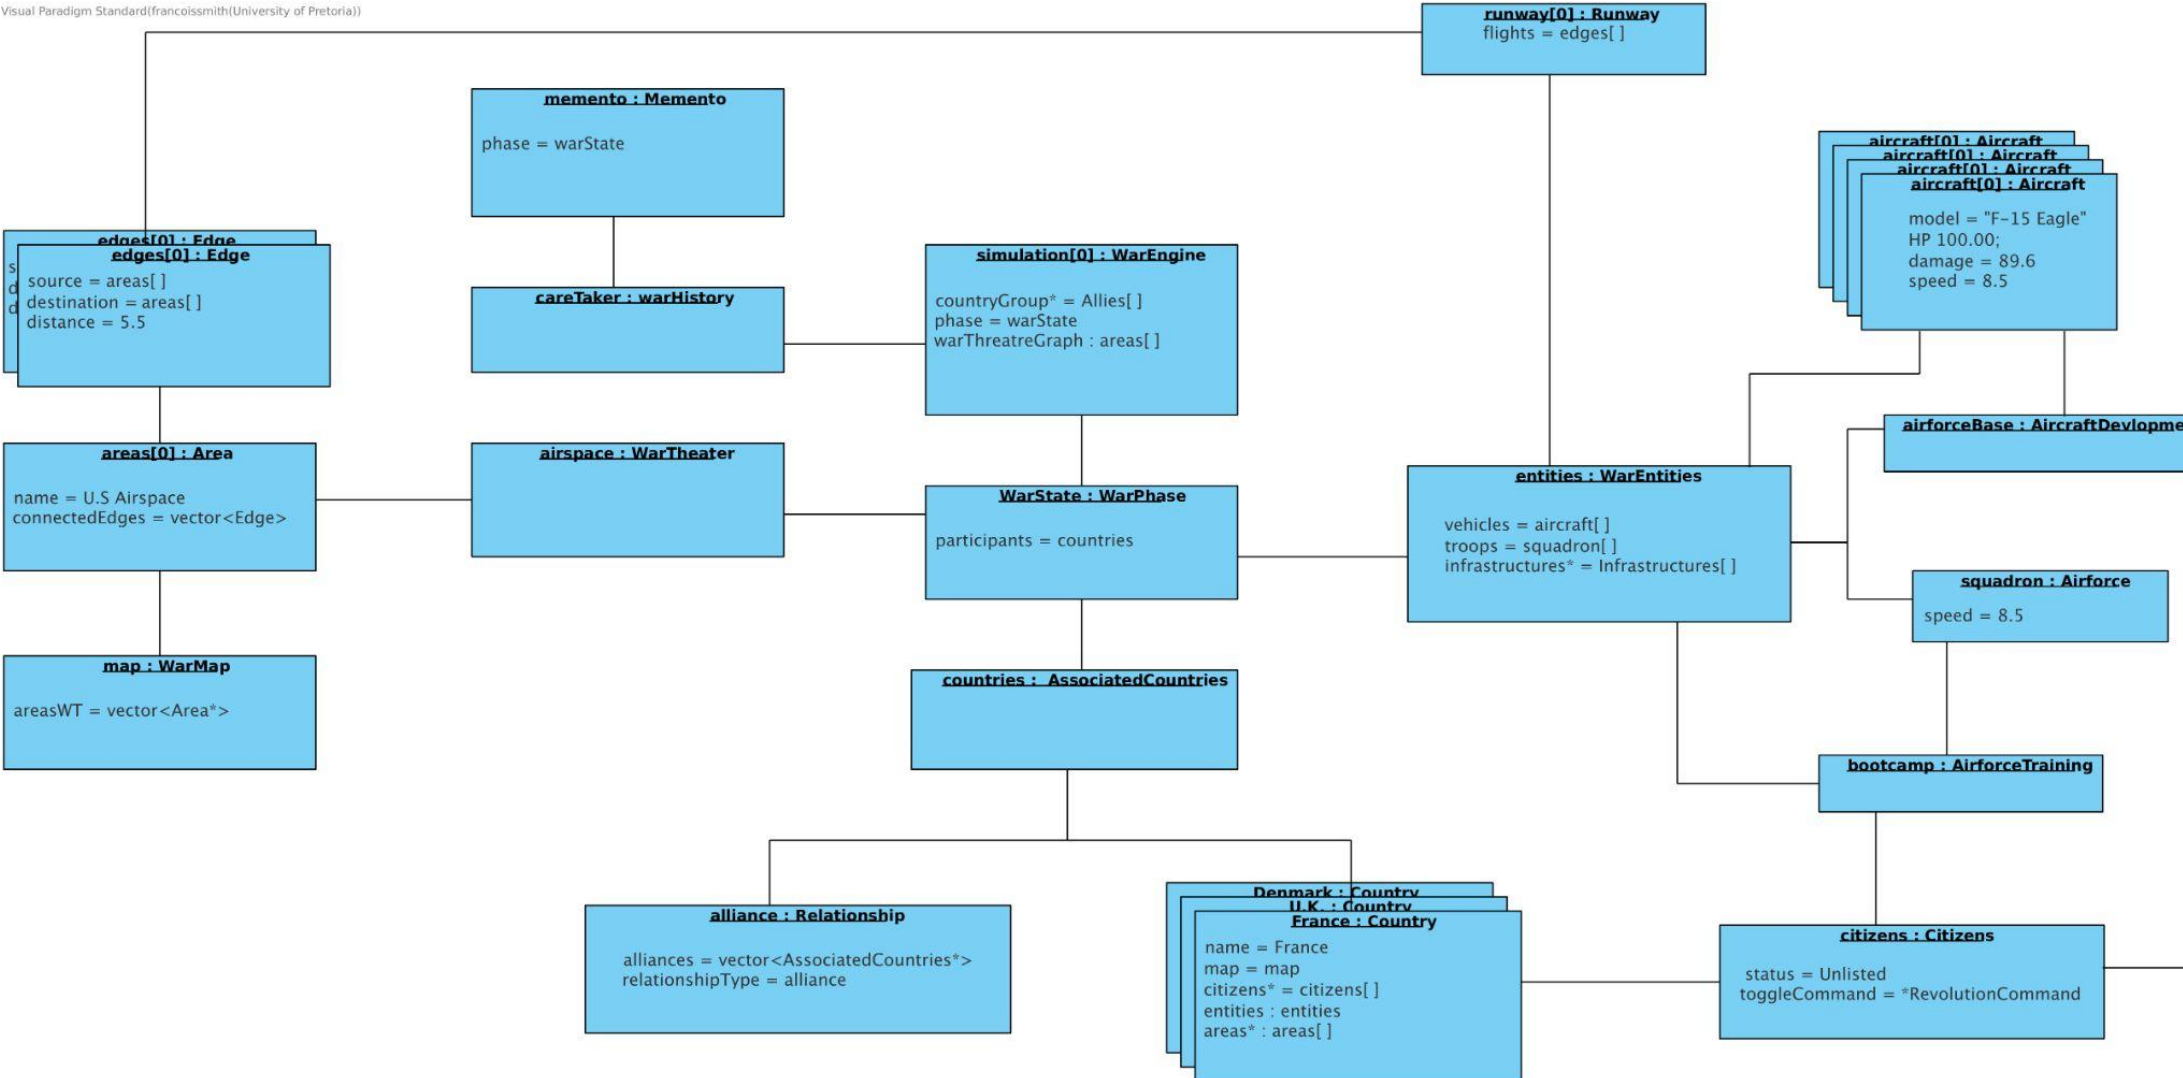 Visual Paradigm Standard(francoissmith(University of Pretoria))
runway[0] : Runway
flights = edges[ ]
memento : Memento
phase = warState
aircraft[0] : Aircraft
aircraft[0] : Aircraft
aircraft[0] : Aircraft
aircraft[0] : Aircraft
model = "F-15 Eagle"
HP 100.00;
damage = 89.6
speed = 8.5
edges[0] : Edge
s
d
d
edges[0] : Edge
source = areas[ ]
destination = areas[ ]
distance = 5.5
careTaker : warHistory
simulation[0] : WarEngine
countryGroup* = Allies[ ]
phase = warState
warThreatreGraph : areas[ ]
airforceBase : AircraftDevlopme
areas[0] : Area
name = U.S Airspace
connectedEdges = vector<Edge>
airspace : WarTheater
WarState : WarPhase
participants = countries
entities : WarEntities
vehicles = aircraft[ ]
troops = squadron[ ]
infrastructures* = Infrastructures[ ]
squadron : Airforce
speed = 8.5
map : WarMap
areasWT = vector<Area*>
countries :  AssociatedCountries
bootcamp : AirforceTraining
alliance : Relationship
alliances = vector<AssociatedCountries*>
relationshipType = alliance
Denmark : Country
U.K. : Country
France : Country
name = France
map = map
citizens* = citizens[ ]
entities : entities
areas* : areas[ ]
citizens : Citizens
status = Unlisted
toggleCommand = *RevolutionCommand